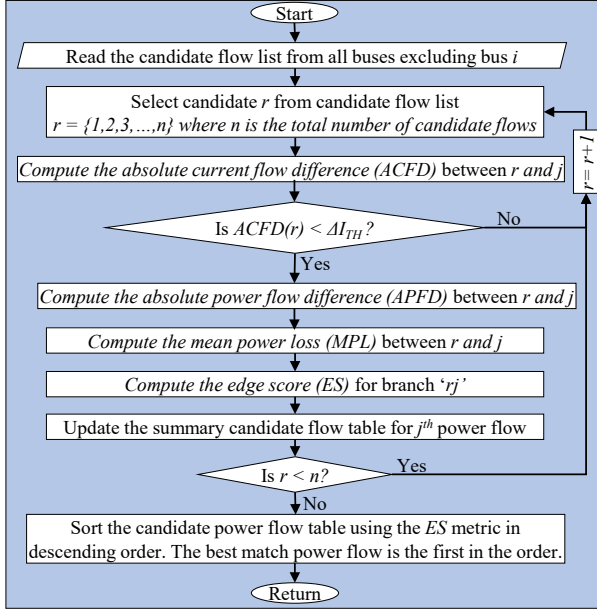 Start
Read the candidate flow list from all buses excluding bus i
Select candidate r from candidate flow list
r = {1,2,3,...,n} where n is the total number of candidate flows
r = r+1
Compute the absolute current flow difference (ACFD) between r and j
Is ACFD(r) < ΔI_TH?
No
Yes
Compute the absolute power flow difference (APFD) between r and j
Compute the mean power loss (MPL) between r and j
Compute the edge score (ES) for branch ‘rj’
Update the summary candidate flow table for jth power flow
Is r < n?
Yes
No
Sort the candidate power flow table using the ES metric in
descending order. The best match power flow is the first in the order.
Return